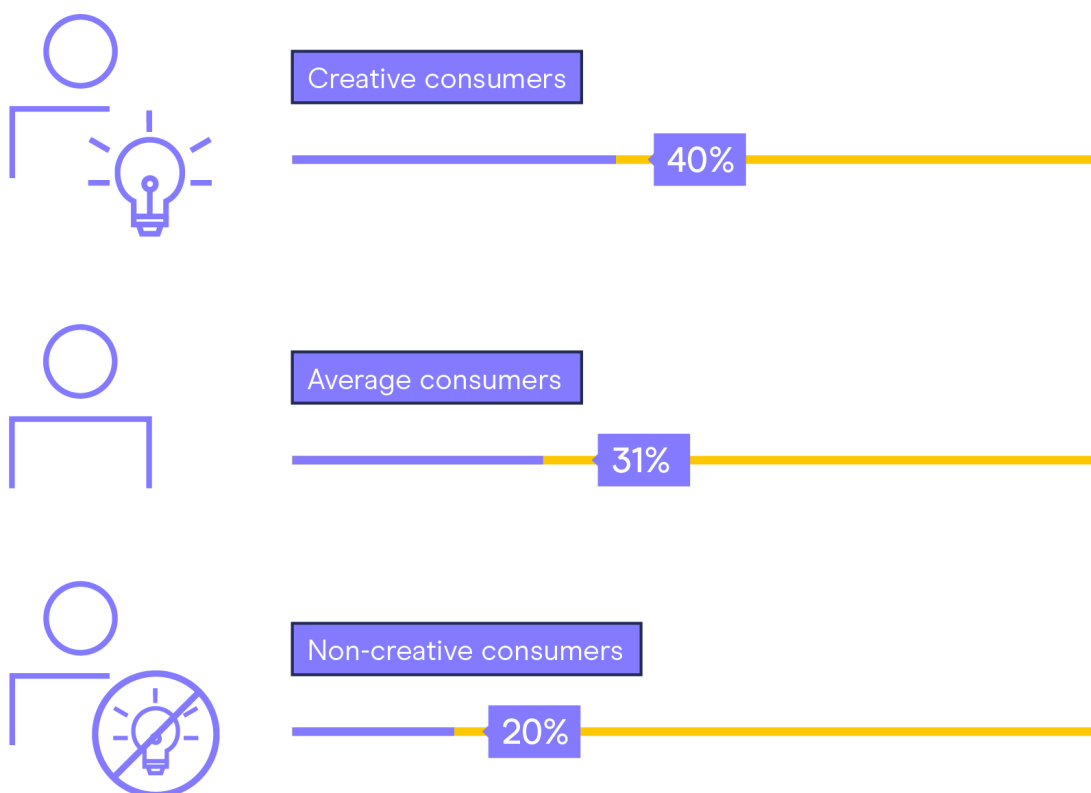 Creative consumers
40%
Average consumers
31%
Non-creative consumers
20%